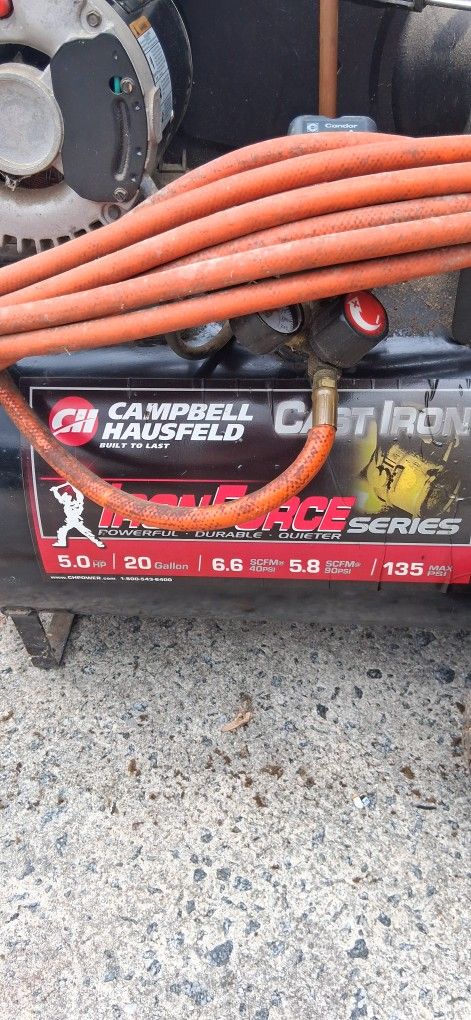 Condor
CH CAMPBELL HAUSFELD
BUILT TO LAST
CAST IRON
IRONFORCE SERIES
POWERFUL · DURABLE · QUIETER
5.0 HP | 20 Gallon | 6.6 SCFM@ 40PSI 5.8 SCFM@ 90PSI | 135 MAX PSI
www.CHPOWER.com 1-800-543-6400